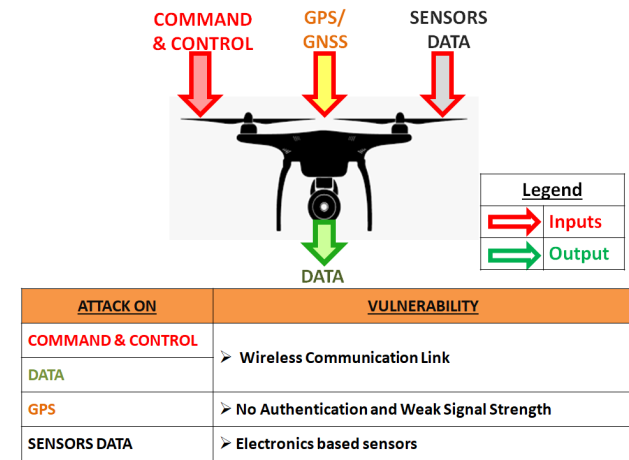 COMMAND
& CONTROL
GPS/
GNSS
SENSORS
DATA
Legend
Inputs
Output
DATA
ATTACK ON
VULNERABILITY
COMMAND & CONTROL
➢ Wireless Communication Link
DATA
GPS
➢ No Authentication and Weak Signal Strength
SENSORS DATA
➢ Electronics based sensors